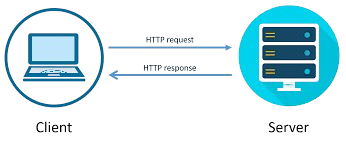 HTTP request
HTTP response
Client
Server